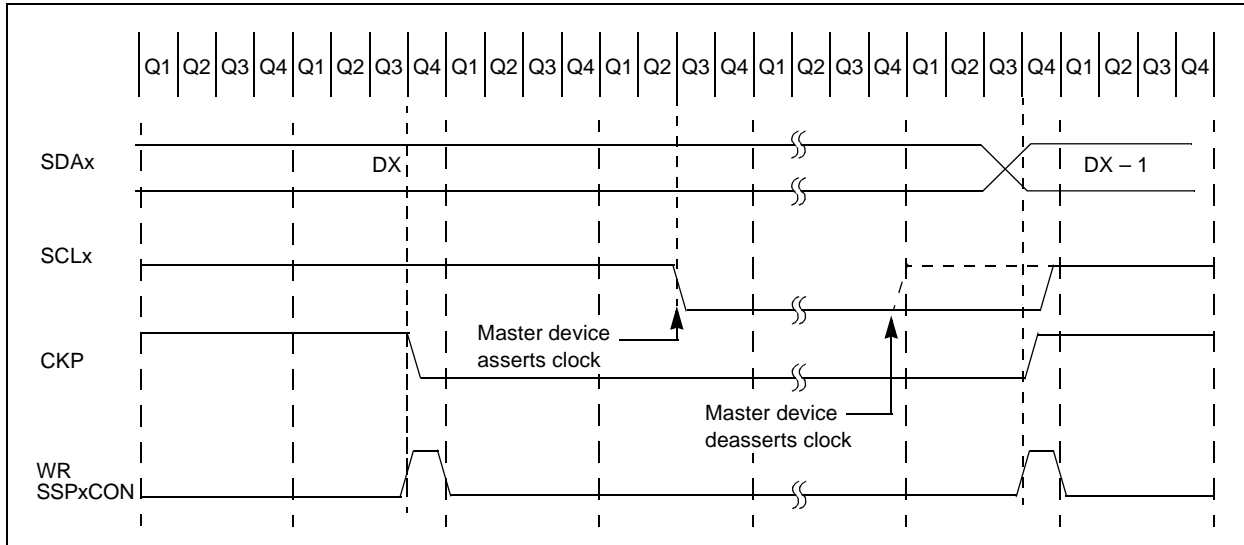 Q1 Q2 Q3 Q4 Q1 Q2 Q3 Q4 Q1 Q2 Q3 Q4 Q1 Q2 Q3 Q4 Q1 Q2 Q3 Q4 Q1 Q2 Q3 Q4 Q1 Q2 Q3 Q4
SDAx
DX
DX – 1
SCLx
Master device
asserts clock
CKP
Master device
deasserts clock
WR
SSPxCON